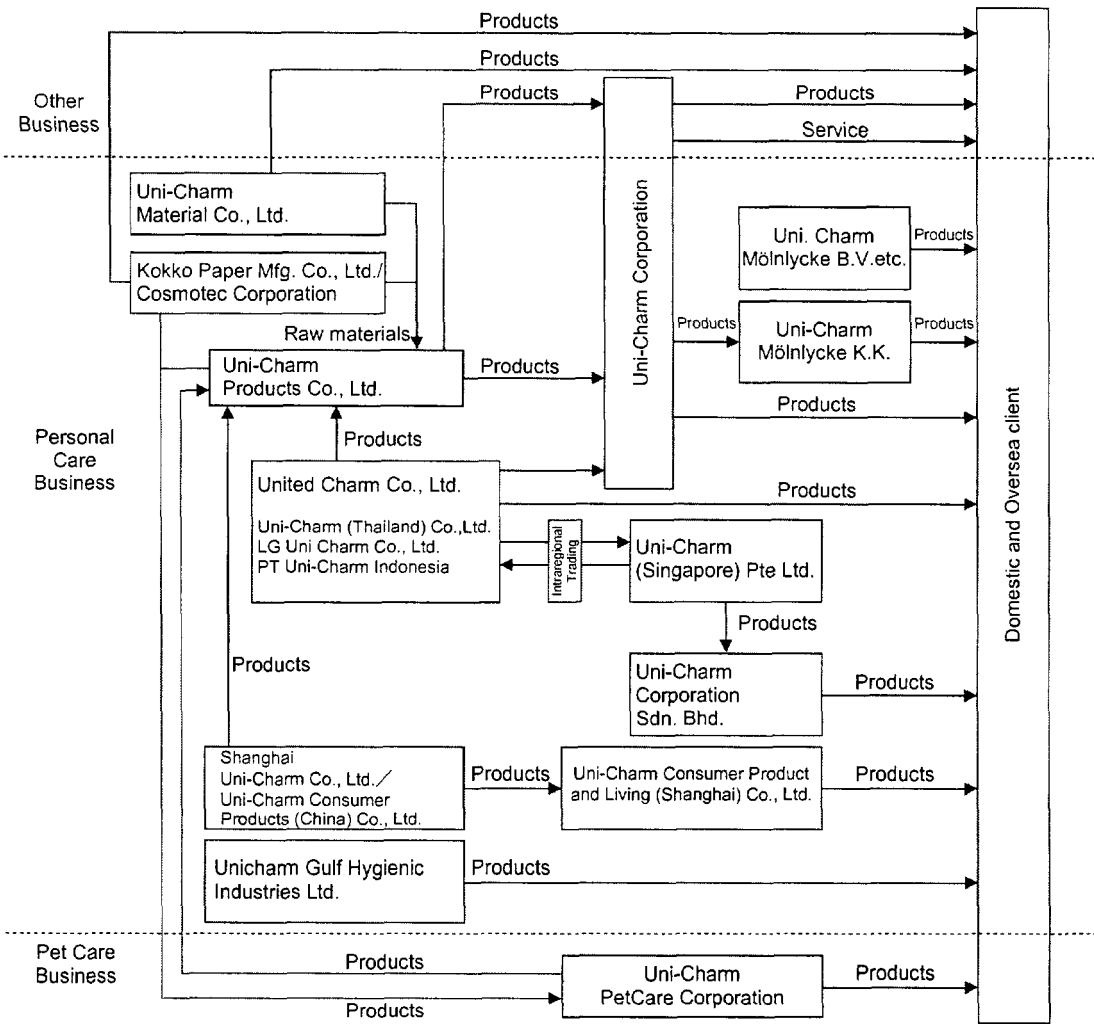 Products
Products
Products
Products
Other
Business
Service
Uni-Charm
Material Co., Ltd.
Uni-Charm Corporation
Uni. Charm
Mölnlycke B.V.etc.
Products
Kokko Paper Mfg. Co., Ltd./
Cosmotec Corporation
Raw materials
Products
Uni-Charm
Mölnlycke K.K.
Products
Uni-Charm
Products Co., Ltd.
Products
Products
Personal
Care
Business
Products
United Charm Co., Ltd.
Uni-Charm (Thailand) Co.,Ltd.
LG Uni Charm Co., Ltd.
PT Uni-Charm Indonesia
Products
Intraregional
Trading
Uni-Charm
(Singapore) Pte Ltd.
Domestic and Oversea client
Products
Products
Uni-Charm
Corporation
Sdn. Bhd.
Products
Shanghai
Uni-Charm Co., Ltd.／
Uni-Charm Consumer
Products (China) Co., Ltd.
Products
Uni-Charm Consumer Product
and Living (Shanghai) Co., Ltd.
Products
Unicharm Gulf Hygienic
Industries Ltd.
Products
Pet Care
Business
Products
Products
Uni-Charm
PetCare Corporation
Products